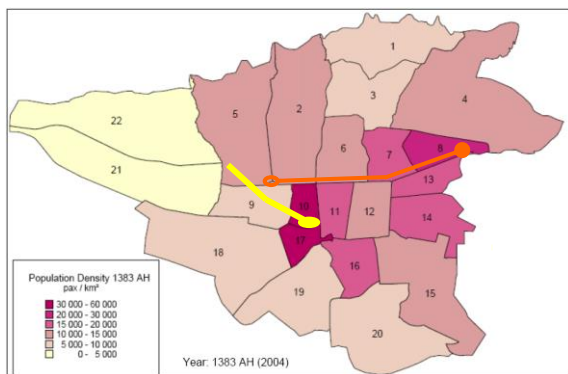 1
3
4
5
2
22
6
7
8
21
13
9
10
11
12
14
17
18
16
15
19
20
Population Density 1383 AH
pax / km²
30 000 - 60 000
20 000 - 30 000
15 000 - 20 000
10 000 - 15 000
5 000 - 10 000
0 - 5 000
Year: 1383 AH (2004)